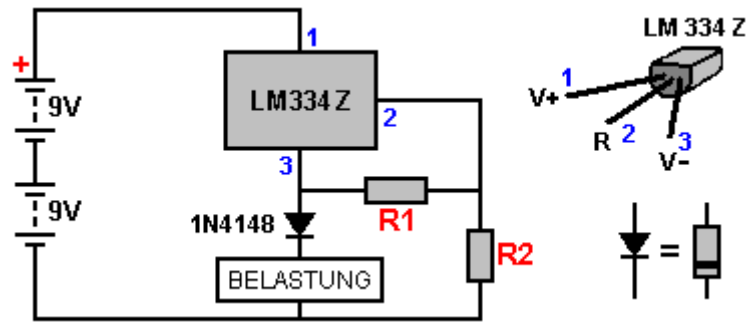 1
LM 334 Z
+
9V
LM334 Z
2
3
V+
1
R
2
3
V-
9V
1N4148
R1
R2
=
BELASTUNG